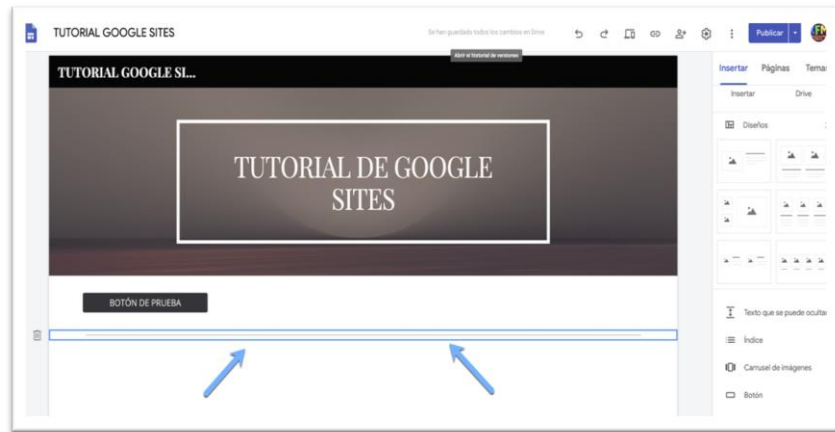 TUTORIAL GOOGLE SITES
Se han guardado todos los cambios en Drive
Publicar
Abrir el historial de versiones
TUTORIAL GOOGLE SI...
TUTORIAL DE GOOGLE
SITES
BOTÓN DE PRUEBA
Insertar Páginas Temas
Insertar Drive
Diseños
Texto que se puede ocultar
Índice
Carrusel de imágenes
Botón